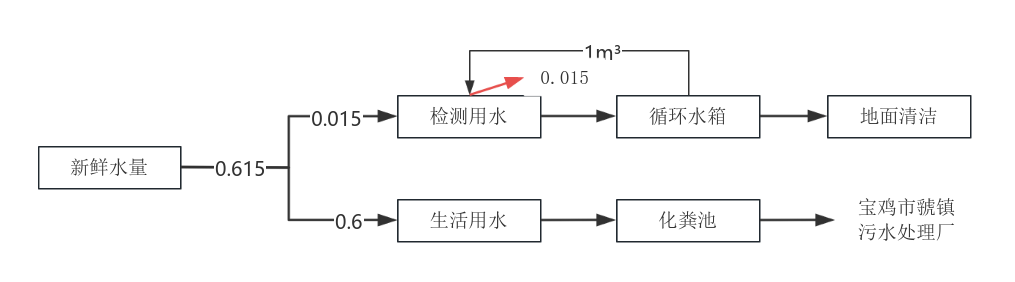 1m³
0.015
0.015
检测用水
循环水箱
地面清洁
新鲜水量
0.615
0.6
生活用水
化粪池
宝鸡市虢镇
污水处理厂